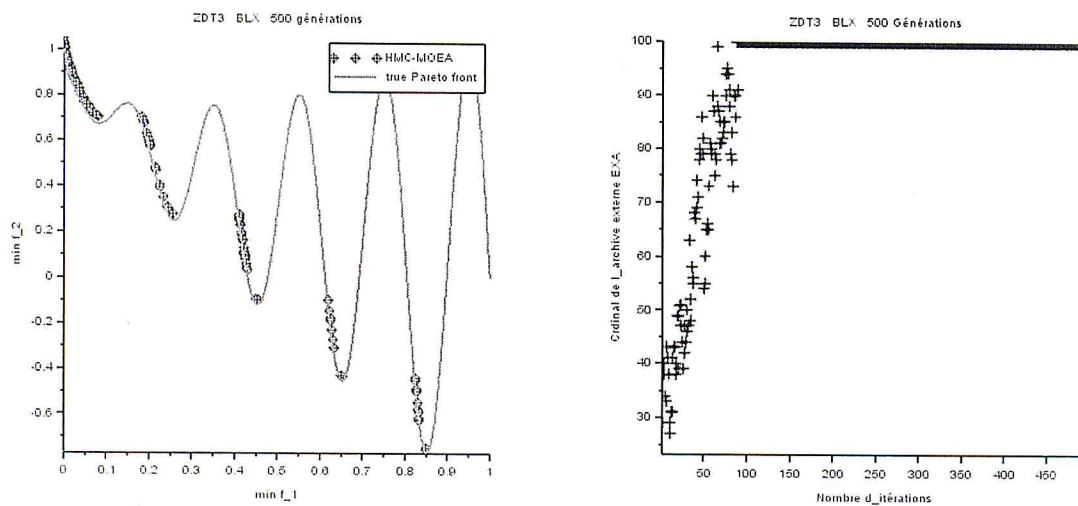 ZDT3 BLX 500 générations
HMC-MOEA
true Pareto front
1
0.8
0.6
0.4
0.2
0
-0.2
-0.4
-0.6
min f_2
0 0.1 0.2 0.3 0.4 0.5 0.6 0.7 0.8 0.9 1
min f_1
ZDT3 BLX 500 Générations
100
90
80
70
60
50
40
30
Crdinal de l_archive externe EXA
50 100 150 200 250 300 350 400 450
Nombre d_itérations